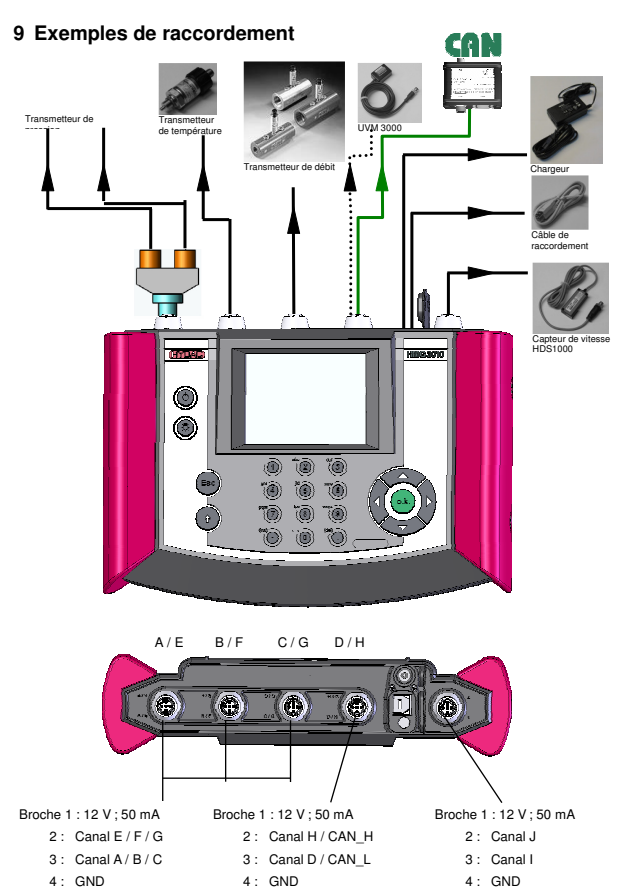 9 Exemples de raccordement
CAN
Transmetteur de
Transmetteur
de température
Transmetteur de débit
UVM 3000
Chargeur
Câble de
raccordement
Capteur de vitesse
HDS1000
HMG3010
Esc
o.k.
A / E B / F C / G D / H
Broche 1 : 12 V ; 50 mA
2 : Canal E / F / G
3 : Canal A / B / C
4 : GND
Broche 1 : 12 V ; 50 mA
2 : Canal H / CAN_H
3 : Canal D / CAN_L
4 : GND
Broche 1 : 12 V ; 50 mA
2 : Canal J
3 : Canal I
4 : GND